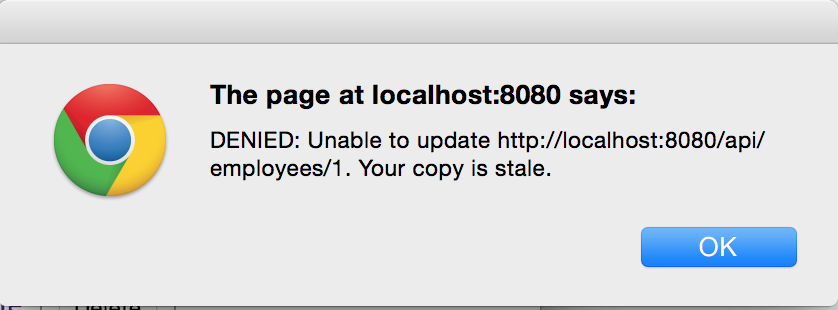 The page at localhost:8080 says:
DENIED: Unable to update http://localhost:8080/api/
employees/1. Your copy is stale.
OK
Delete